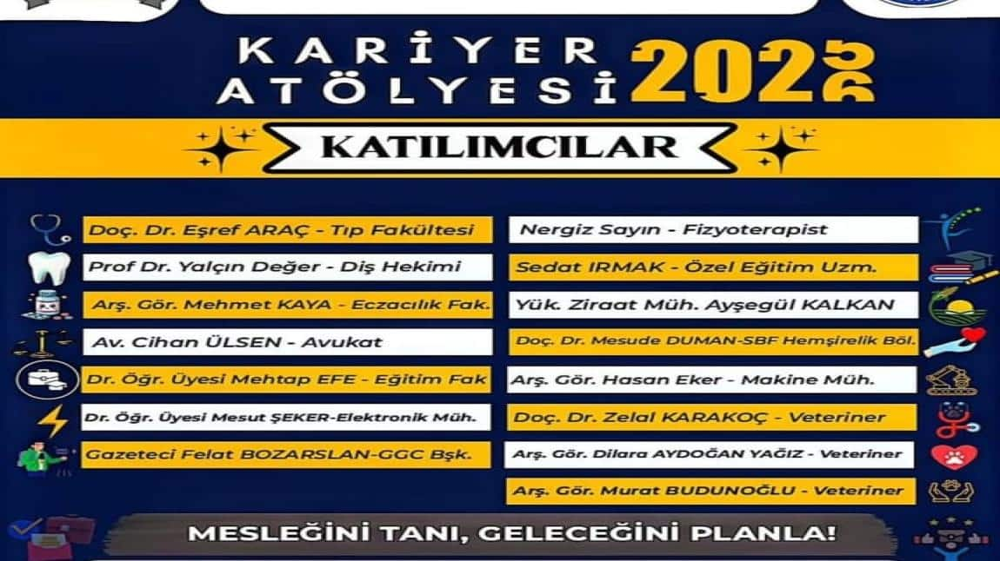 KARİYER
ATÖLYESİ 2025
6
KATILIMCILAR
Doç. Dr. Eşref ARAÇ - Tıp Fakültesi
Prof Dr. Yalçın Değer - Diş Hekimi
Arş. Gör. Mehmet KAYA - Eczacılık Fak.
Av. Cihan ÜLSEN - Avukat
Dr. Öğr. Üyesi Mehtap EFE - Eğitim Fak
Dr. Öğr. Üyesi Mesut ŞEKER-Elektronik Müh.
Gazeteci Felat BOZARSLAN-GGC Bşk.
Nergiz Sayın - Fizyoterapist
Sedat IRMAK - Özel Eğitim Uzm.
Yük. Ziraat Müh. Ayşegül KALKAN
Doç. Dr. Mesude DUMAN-SBF Hemşirelik Böl.
Arş. Gör. Hasan Eker - Makine Müh.
Doç. Dr. Zelal KARAKOÇ - Veteriner
Arş. Gör. Dilara AYDOĞAN YAĞIZ - Veteriner
Arş. Gör. Murat BUDUNOĞLU - Veteriner
MESLEĞİNİ TANI, GELECEĞİNİ PLANLA!